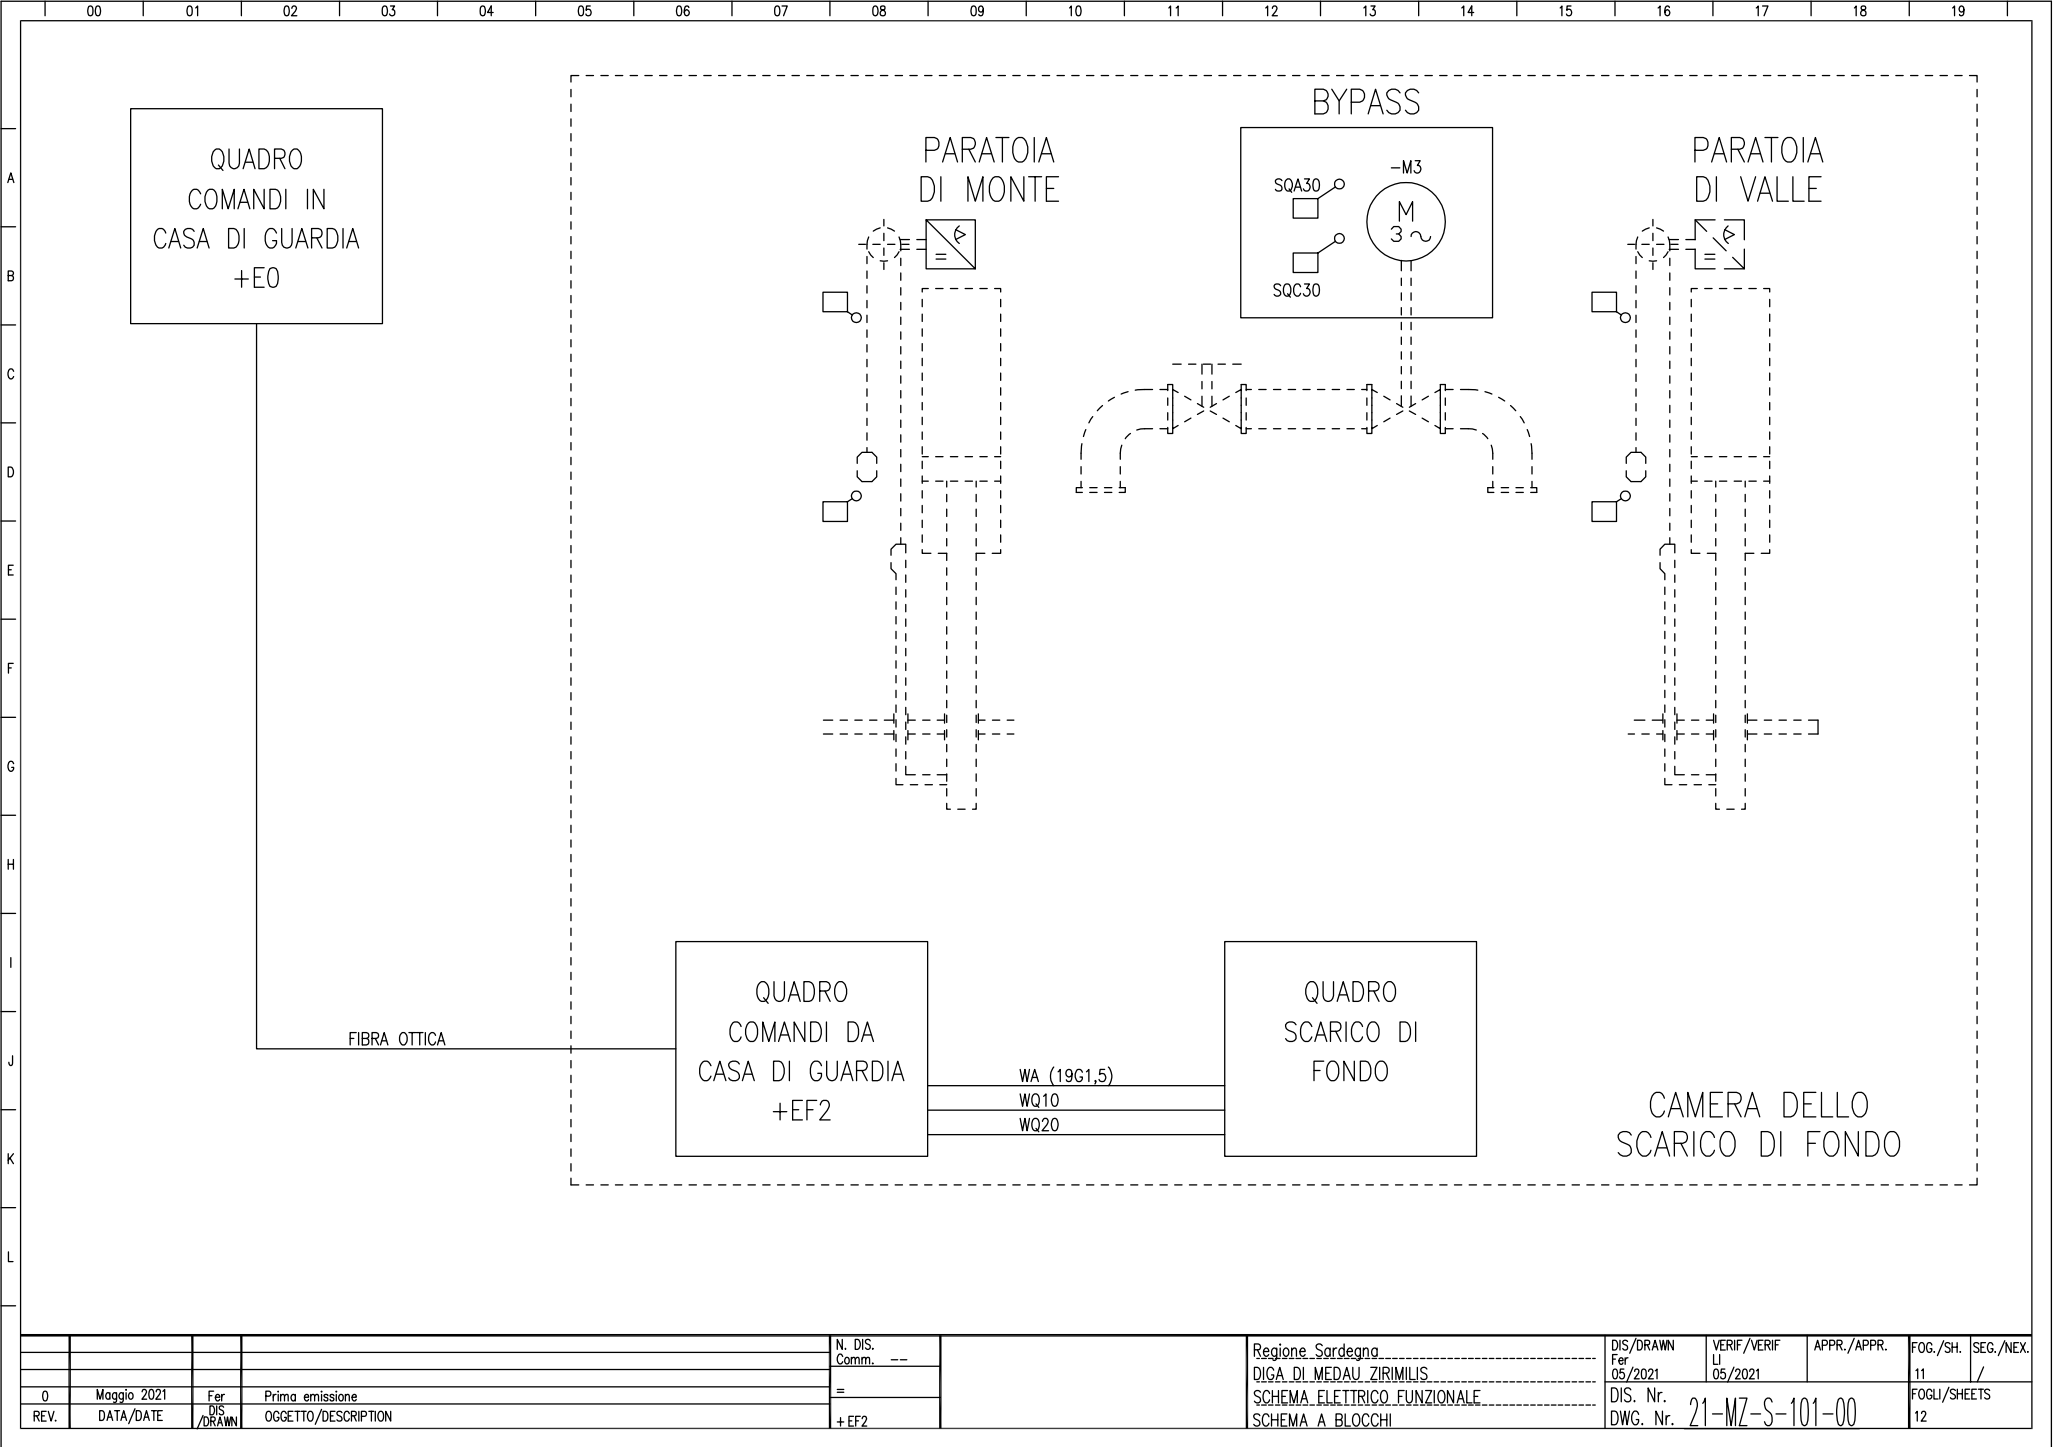 00 01 02 03 04 05 06 07 08 09 10 11 12 13 14 15 16 17 18 19
A
B
C
D
E
F
G
H
I
J
K
L
QUADRO
COMANDI IN
CASA DI GUARDIA
+E0
PARATOIA
DI MONTE
BYPASS
-M3
SQA30
M
3 ~
SQC30
PARATOIA
DI VALLE
=
=
FIBRA OTTICA
QUADRO
COMANDI DA
CASA DI GUARDIA
+EF2
WA (19G1,5)
WQ10
WQ20
QUADRO
SCARICO DI
FONDO
CAMERA DELLO
SCARICO DI FONDO
0 Maggio 2021 Fer Prima emissione
REV. DATA/DATE DIS /DRAWN OGGETTO/DESCRIPTION
N. DIS.
Comm. --
=
+EF2
Regione Sardegna
DIGA DI MEDAU ZIRIMILIS
SCHEMA ELETTRICO FUNZIONALE
SCHEMA A BLOCCHI
DIS/DRAWN
Fer
05/2021
VERIF/VERIF
LI
05/2021
APPR./APPR.
FOG./SH.
11
SEG./NEX.
/
DIS. Nr.
DWG. Nr. 21-MZ-S-101-00
FOGLI/SHEETS
12